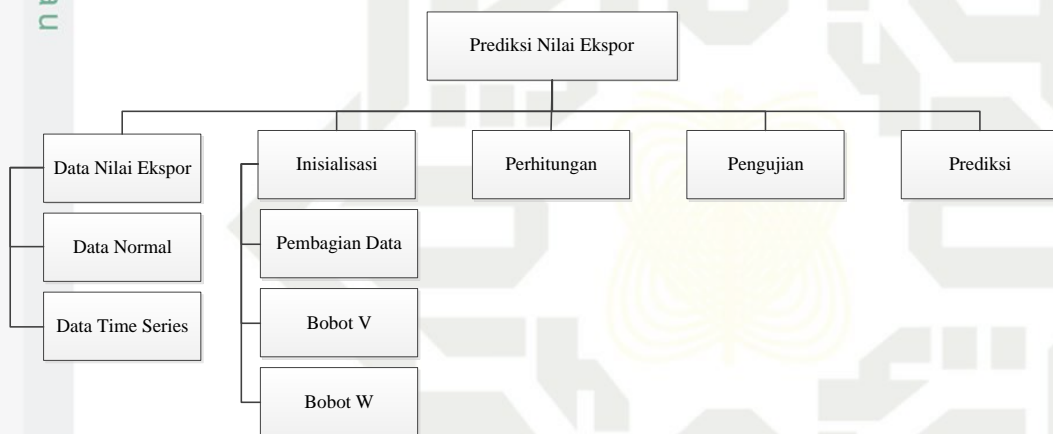 au
Prediksi Nilai Ekspor
Data Nilai Ekspor
Inisialisasi
Perhitungan
Pengujian
Prediksi
Data Normal
Pembagian Data
Data Time Series
Bobot V
Bobot W